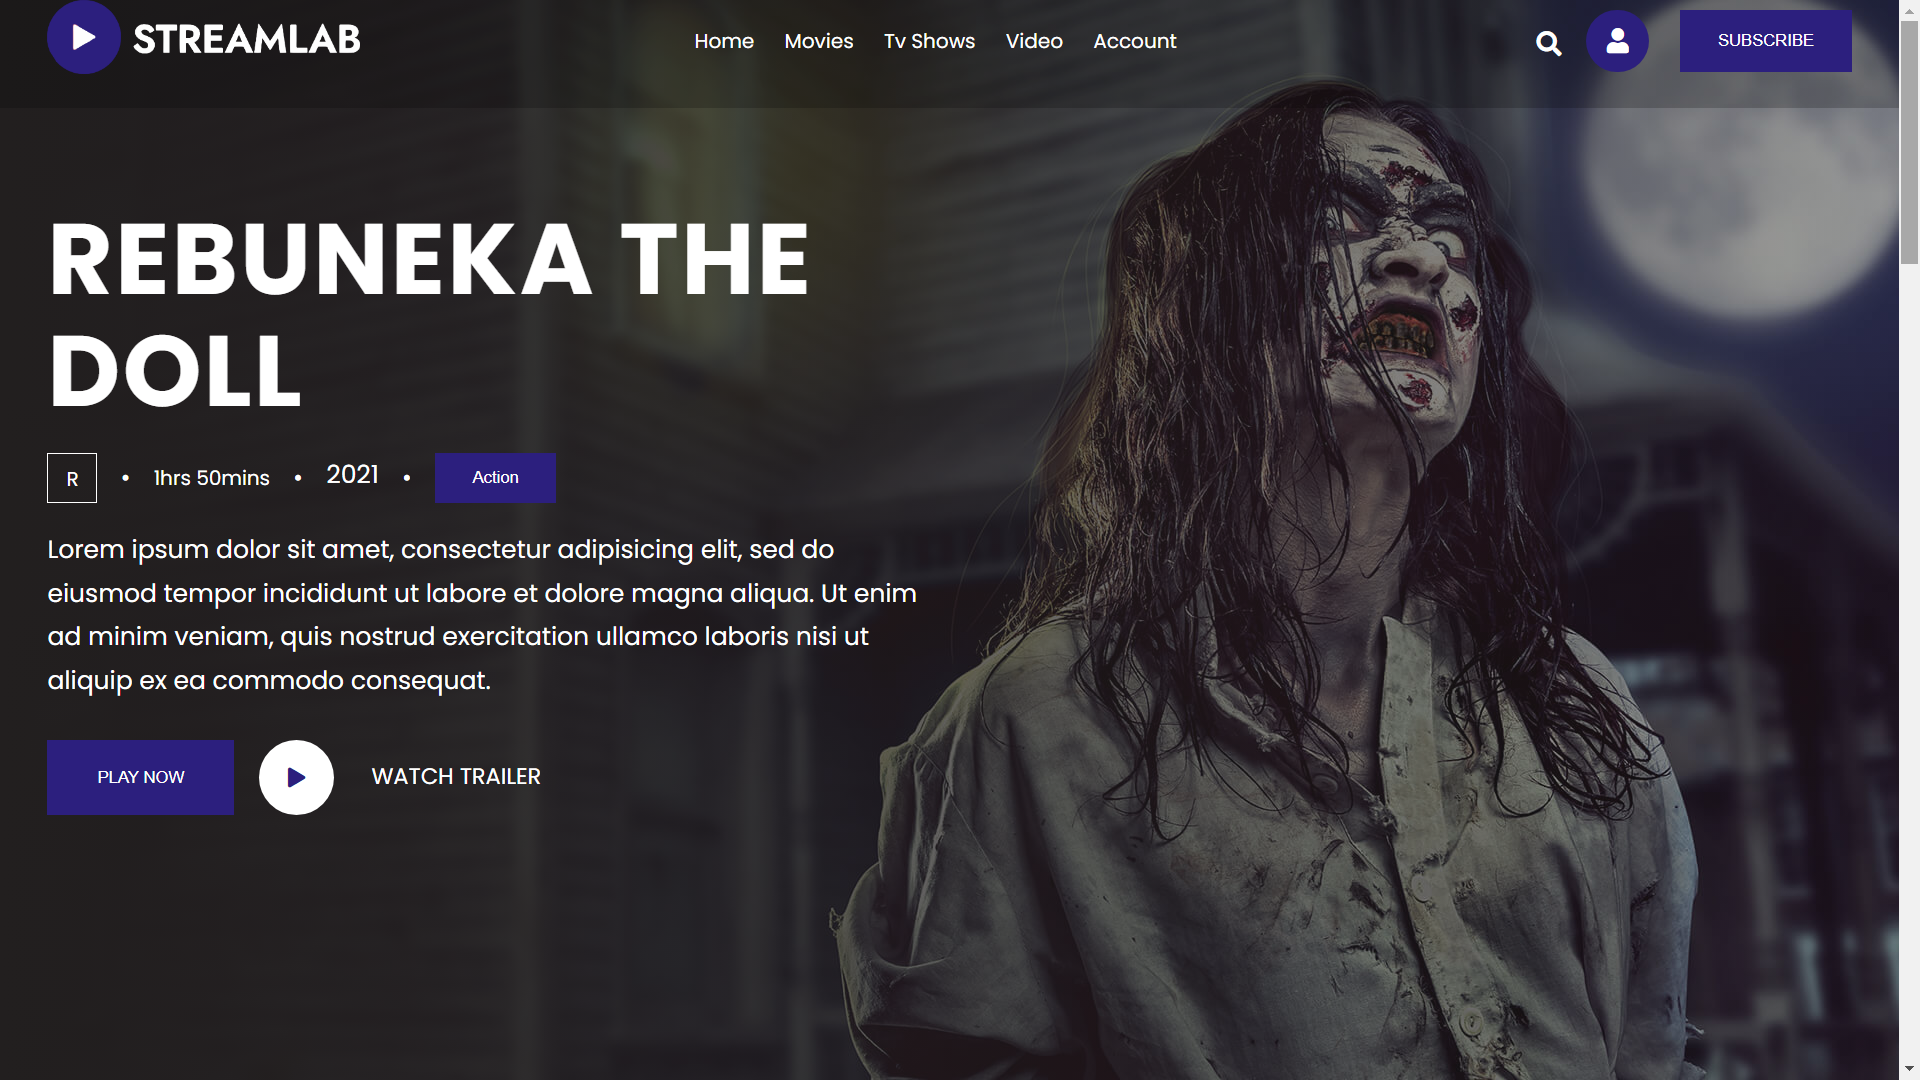 STREAMLAB
Home Movies Tv Shows Video Account
SUBSCRIBE
REBUNEKA THE
DOLL
R • 1hrs 50mins • 2021 • Action
Lorem ipsum dolor sit amet, consectetur adipisicing elit, sed do
eiusmod tempor incididunt ut labore et dolore magna aliqua. Ut enim
ad minim veniam, quis nostrud exercitation ullamco laboris nisi ut
aliquip ex ea commodo consequat.
PLAY NOW WATCH TRAILER